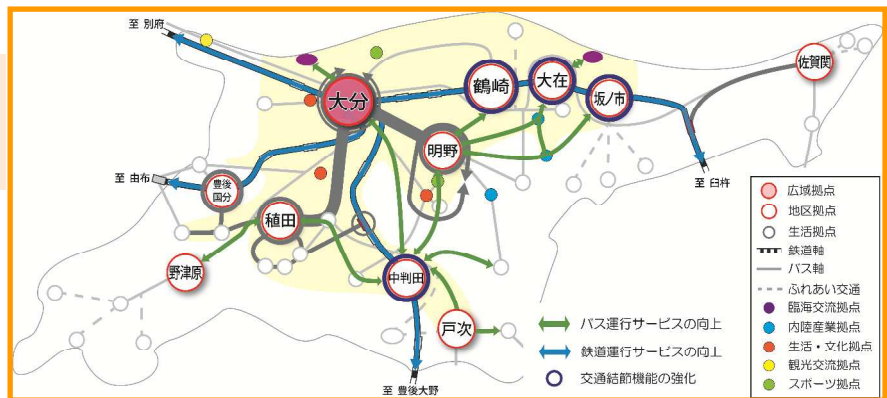 至 別府
大分
鶴崎
大在
坂ノ市
佐賀関
明野
至 臼杵
至 由布
豊後
国分
稙田
野津原
中判田
戸次
至 豊後大野
バス運行サービスの向上
鉄道運行サービスの向上
交通結節機能の強化
広域拠点
地区拠点
生活拠点
鉄道軸
バス軸
ふれあい交通
臨海交流拠点
内陸産業拠点
生活・文化拠点
観光交流拠点
スポーツ拠点